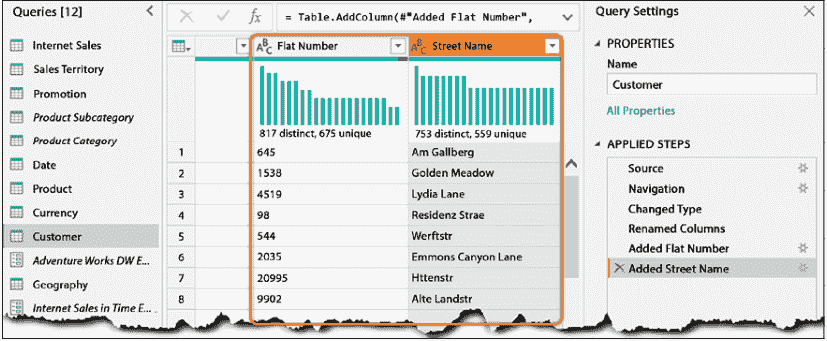 Queries [12]
fx
= Table.AddColumn(#"Added Flat Number",
Query Settings
Internet Sales
Sales Territory
Promotion
Product Subcategory
Product Category
Date
Product
Currency
Customer
Adventure Works DW E...
Geography
Internet Sales in Time E...
ABC Flat Number
ABC Street Name
817 distinct, 675 unique
753 distinct, 559 unique
1 645 Am Gallberg
2 1538 Golden Meadow
3 4519 Lydia Lane
4 98 Residenz Strae
5 544 Werftstr
6 2035 Emmons Canyon Lane
7 20995 Httenstr
8 9902 Alte Landstr
PROPERTIES
Name
Customer
All Properties
APPLIED STEPS
Source
Navigation
Changed Type
Renamed Columns
Added Flat Number
Added Street Name